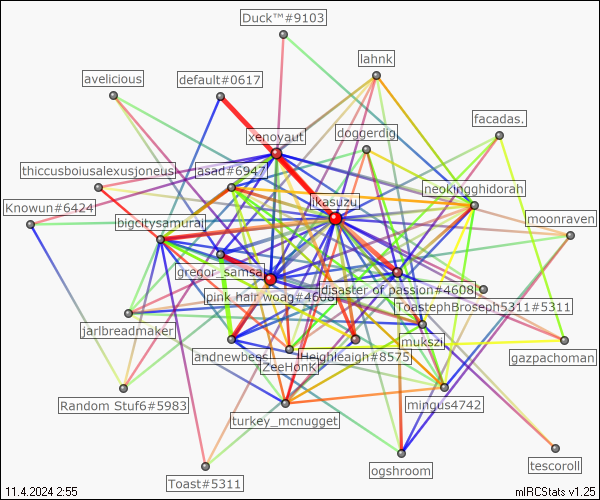 Duck™#9103
lahnk
avelicious
default#0617
facadas.
xenoyaut
doggerdig
thiccusboiusalexusjoneus
asad#6947
neokingghidorah
Knowun#6424
ikasuzu
bigcitysamurai
moonraven
gregor_samsa
disaster of passion#4608
pink hair woag#4608
ToastephBroseph5311#5311
jarlbreadmaker
mukszi
andnewbees
Heighleaigh#8575
gazpachoman
ZeeHonK
Random Stuf6#5983
mingus4742
turkey_mcnugget
ogshroom
tescoroll
Toast#5311
11.4.2024 2:55
mIRCStats v1.25